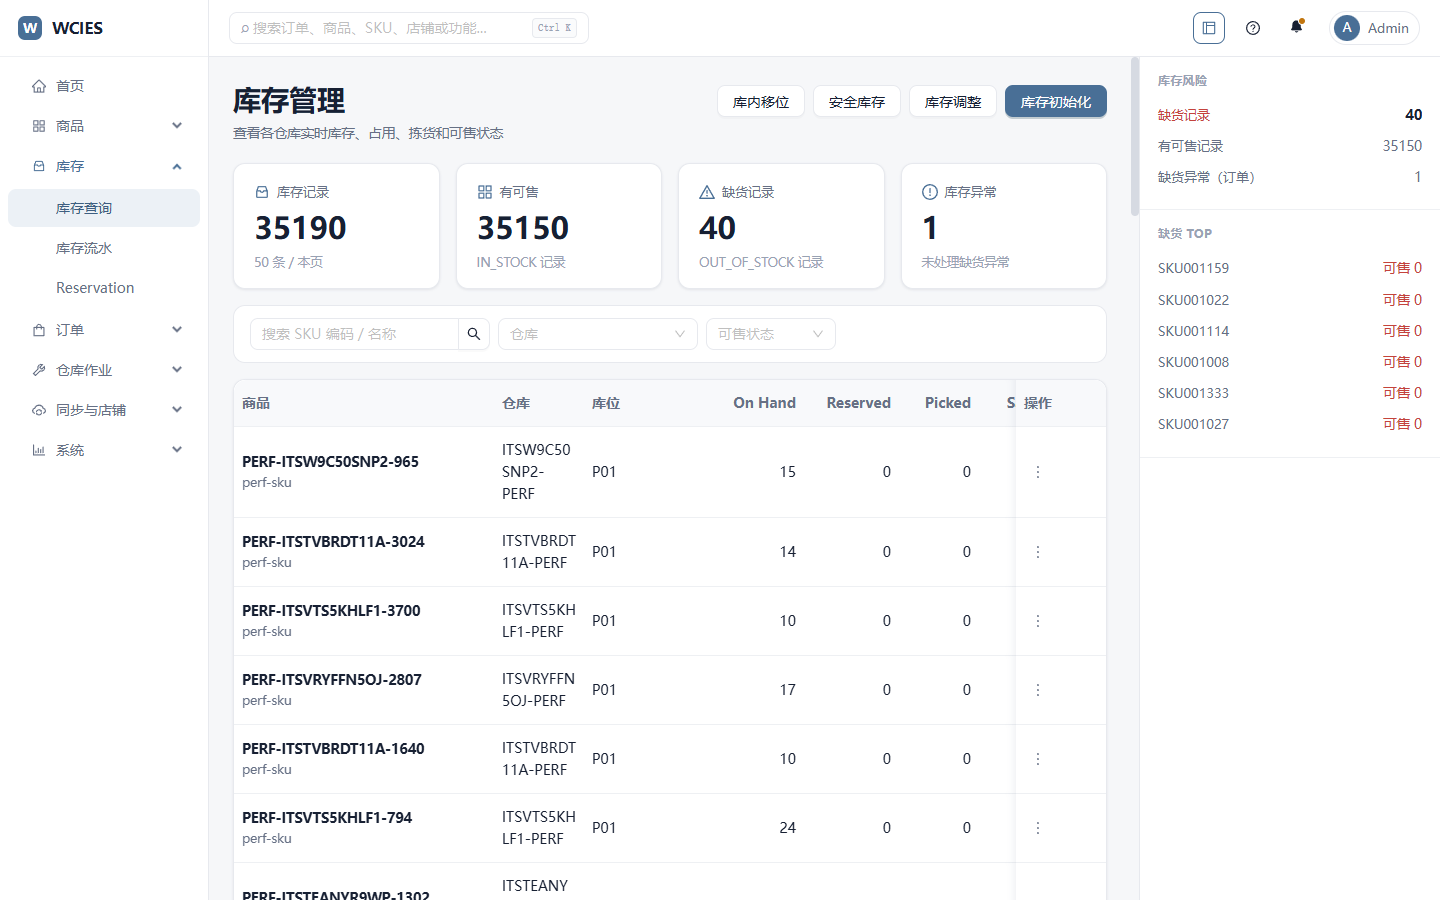 W WCIES
搜索订单、商品、SKU、店铺或功能... Ctrl K
A Admin
首页
商品
库存
库存查询
库存流水
Reservation
订单
仓库作业
同步与店铺
系统
库存管理
查看各仓库实时库存、占用、拣货和可售状态
库内移位 安全库存 库存调整 库存初始化
库存记录
35190
50 条 / 本页
有可售
35150
IN_STOCK 记录
缺货记录
40
OUT_OF_STOCK 记录
库存异常
1
未处理缺货异常
搜索 SKU 编码 / 名称 仓库 可售状态
商品 仓库 库位 On Hand Reserved Picked S 操作
PERF-ITSW9C50SNP2-965
perf-sku
ITSW9C50
SNP2-
PERF
P01 15 0 0
PERF-ITSTVBRDT11A-3024
perf-sku
ITSTVBRDT
11A-PERF
P01 14 0 0
PERF-ITSVTS5KHLF1-3700
perf-sku
ITSVTS5KH
LF1-PERF
P01 10 0 0
PERF-ITSVRYFFN5OJ-2807
perf-sku
ITSVRYFFN
5OJ-PERF
P01 17 0 0
PERF-ITSTVBRDT11A-1640
perf-sku
ITSTVBRDT
11A-PERF
P01 10 0 0
PERF-ITSVTS5KHLF1-794
perf-sku
ITSVTS5KH
LF1-PERF
P01 24 0 0
PERF-ITSTEANYR9WP-1302
ITSTEANY
库存风险
缺货记录 40
有可售记录 35150
缺货异常（订单） 1
缺货 TOP
SKU001159 可售 0
SKU001022 可售 0
SKU001114 可售 0
SKU001008 可售 0
SKU001333 可售 0
SKU001027 可售 0